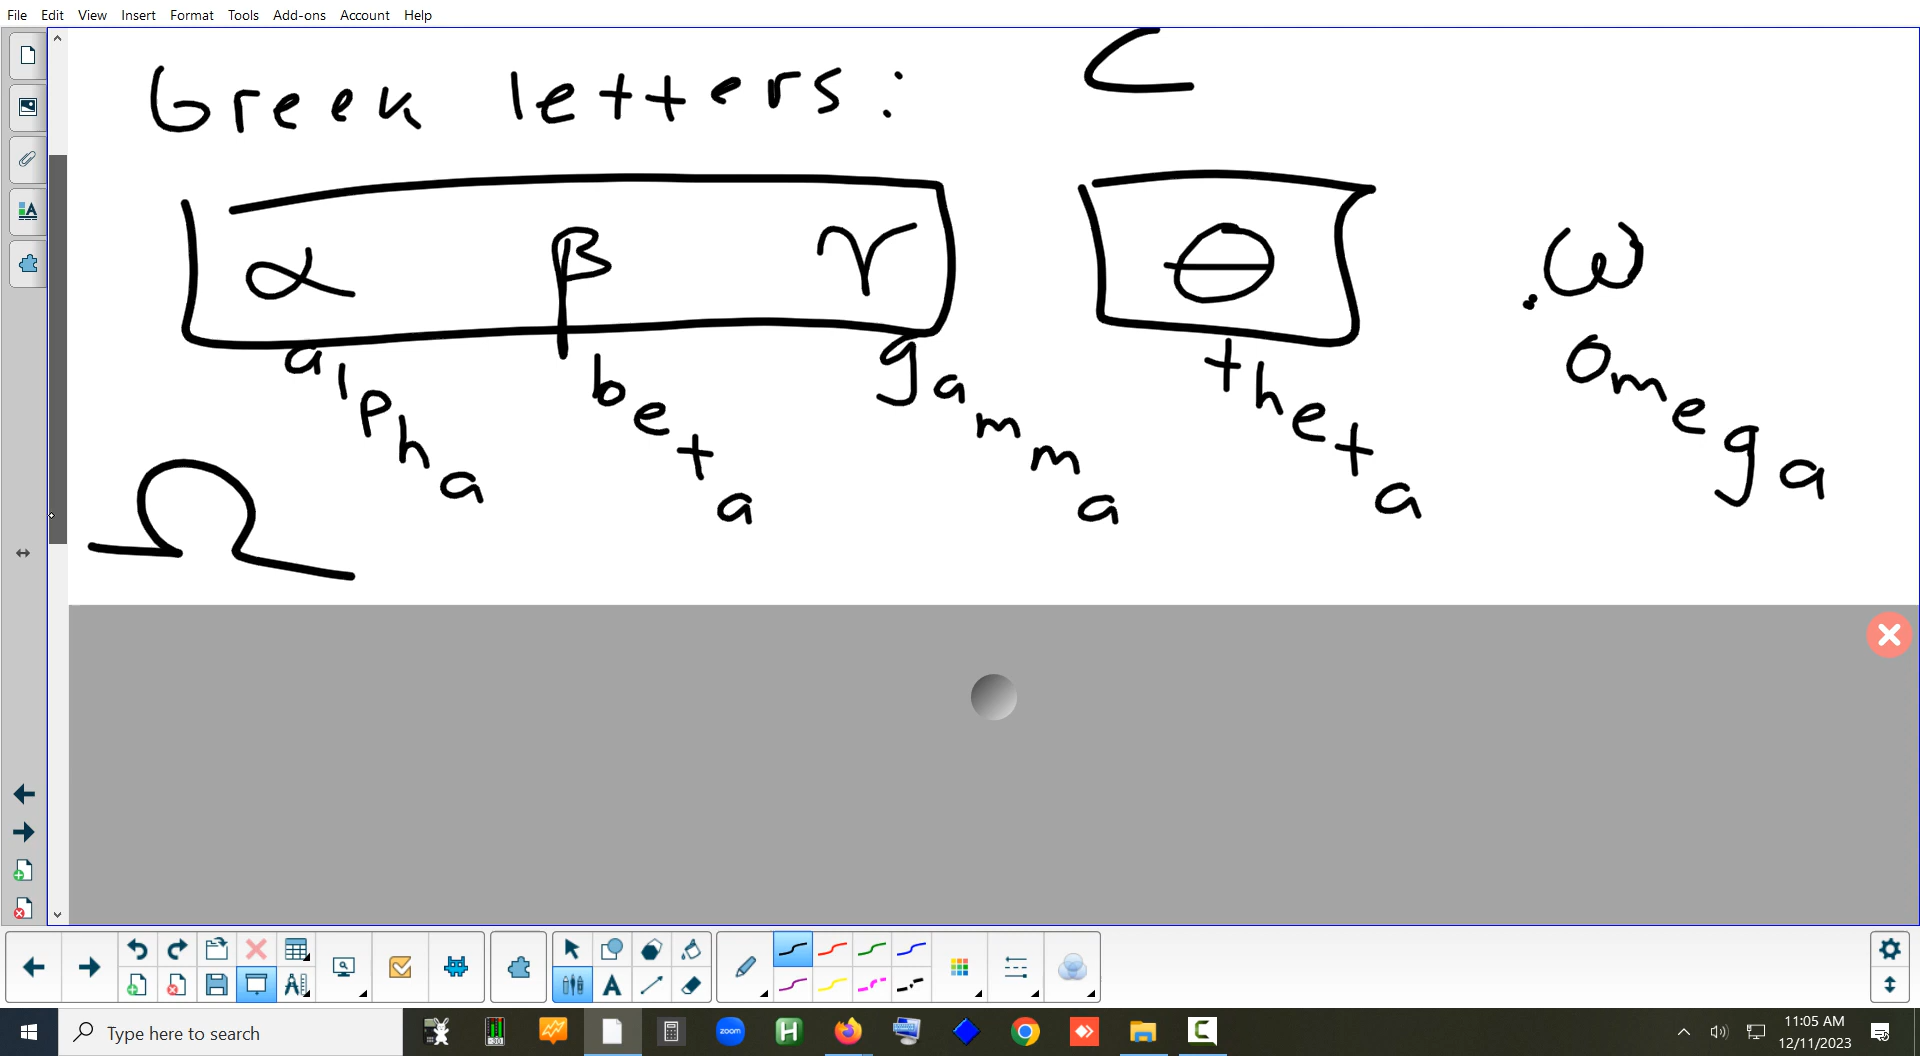 File Edit View Insert Format Tools Add-ons Account Help
Greek letters:
α β γ θ ω
alpha beta gamma theta omega
Ω
Type here to search
zoom
H
C
11:05 AM
12/11/2023